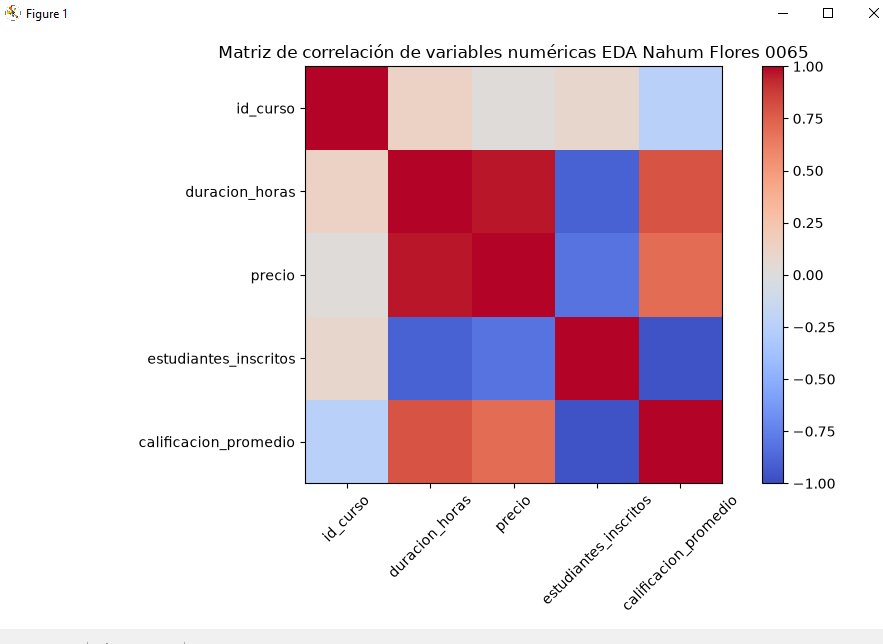 Figure 1
Matriz de correlación de variables numéricas EDA Nahum Flores 0065
id_curso
duracion_horas
precio
estudiantes_inscritos
calificacion_promedio
id_curso
duracion_horas
precio
estudiantes_inscritos
calificacion_promedio
1.00
0.75
0.50
0.25
0.00
−0.25
−0.50
−0.75
−1.00